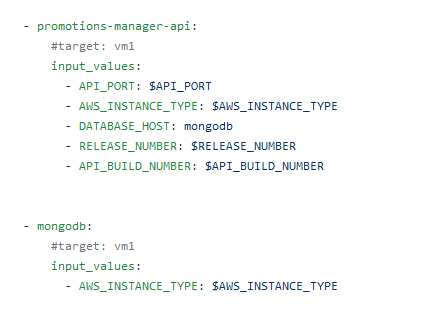 - promotions-manager-api:
#target: vm1
input_values:
- API_PORT: $API_PORT
- AWS_INSTANCE_TYPE: $AWS_INSTANCE_TYPE
- DATABASE_HOST: mongodb
- RELEASE_NUMBER: $RELEASE_NUMBER
- API_BUILD_NUMBER: $API_BUILD_NUMBER
- mongodb:
#target: vm1
input_values:
- AWS_INSTANCE_TYPE: $AWS_INSTANCE_TYPE